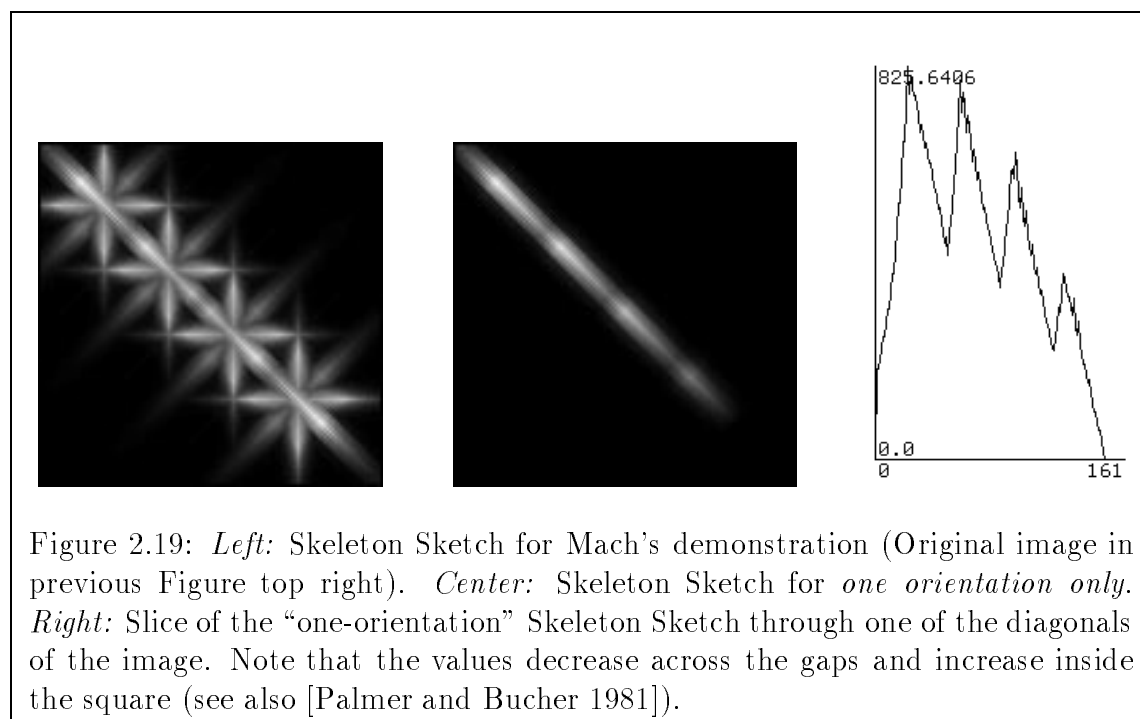 825.6406
0.0
0 161
Figure 2.19: Left: Skeleton Sketch for Mach's demonstration (Original image in
previous Figure top right). Center: Skeleton Sketch for one orientation only.
Right: Slice of the “one-orientation” Skeleton Sketch through one of the diagonals
of the image. Note that the values decrease across the gaps and increase inside
the square (see also [Palmer and Bucher 1981]).